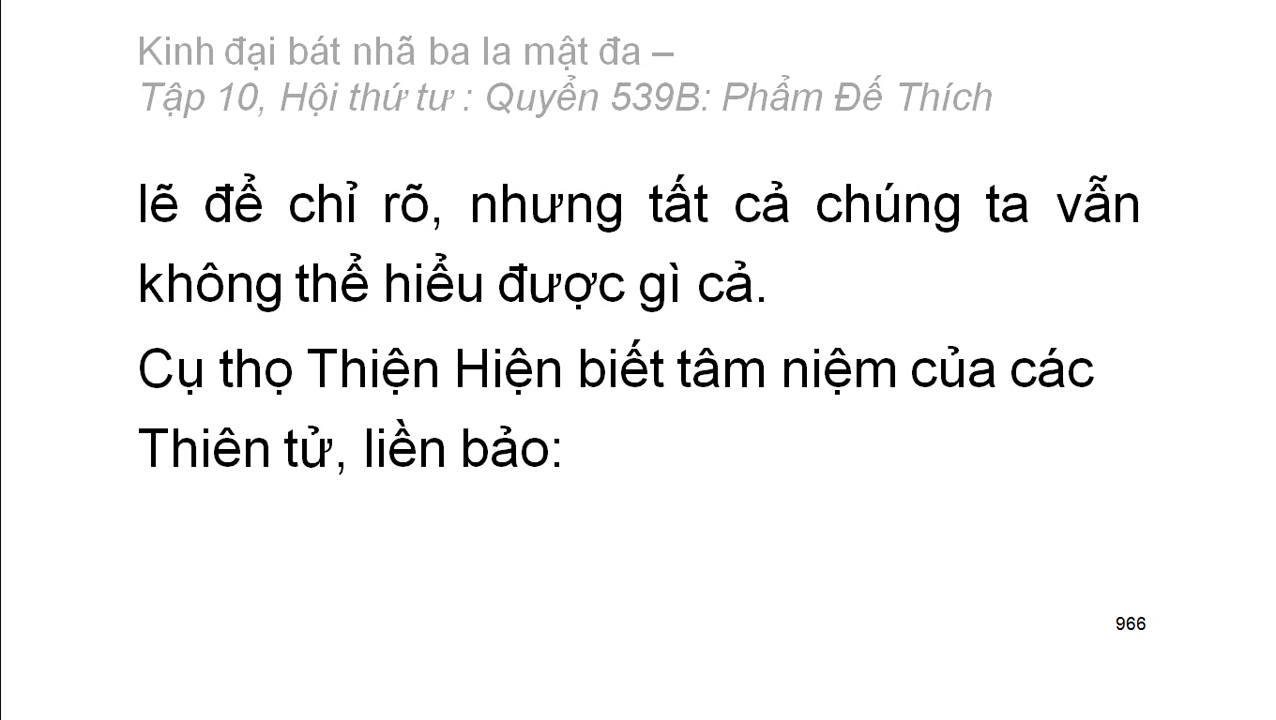 Kinh đại bát nhã ba la mật đa –
Tập 10, Hội thứ tư : Quyển 539B: Phẩm Đế Thích
lẽ để chỉ rõ, nhưng tất cả chúng ta vẫn
không thể hiểu được gì cả.
Cụ thọ Thiện Hiện biết tâm niệm của các
Thiên tử, liền bảo:
966